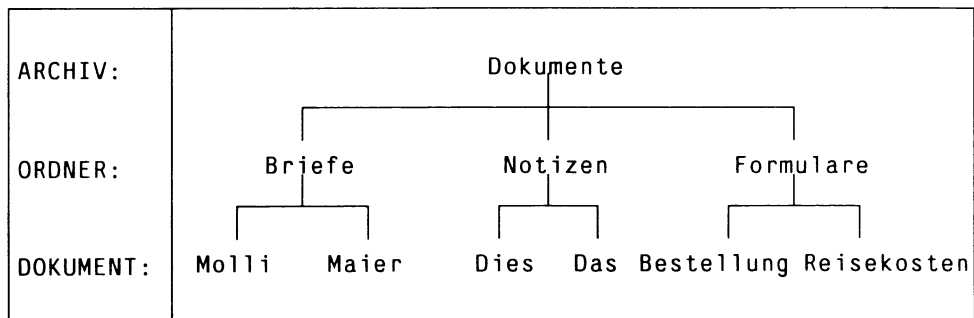 ARCHIV: Dokumente
ORDNER: Briefe Notizen Formulare
DOKUMENT: Molli Maier Dies Das Bestellung Reisekosten